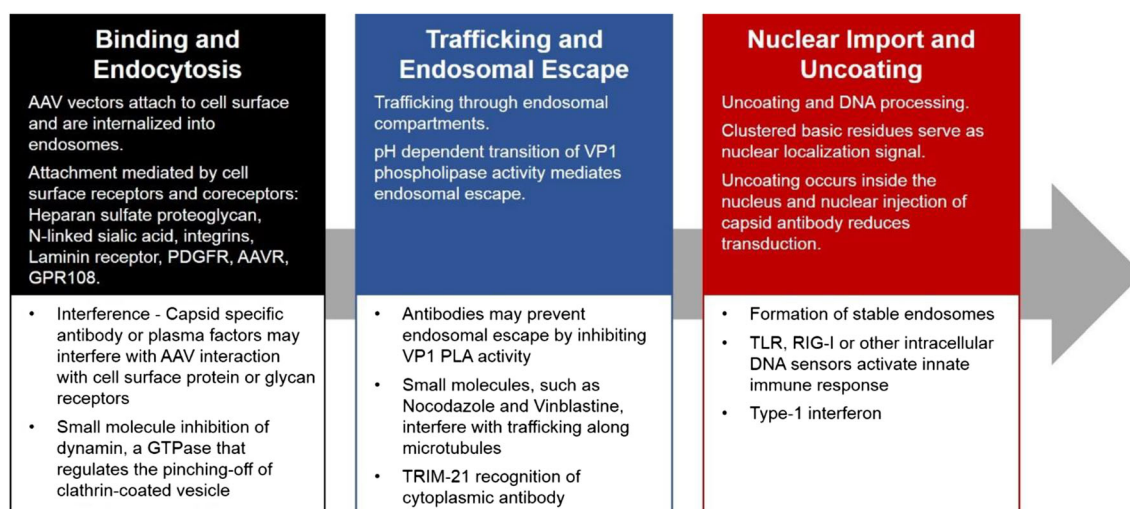 Binding and
Endocytosis
AAV vectors attach to cell surface
and are internalized into
endosomes.
Attachment mediated by cell
surface receptors and coreceptors:
Heparan sulfate proteoglycan,
N-linked sialic acid, integrins,
Laminin receptor, PDGFR, AAVR,
GPR108.
• Interference - Capsid specific
antibody or plasma factors may
interfere with AAV interaction
with cell surface protein or glycan
receptors
• Small molecule inhibition of
dynamin, a GTPase that
regulates the pinching-off of
clathrin-coated vesicle
Trafficking and
Endosomal Escape
Trafficking through endosomal
compartments.
pH dependent transition of VP1
phospholipase activity mediates
endosomal escape.
• Antibodies may prevent
endosomal escape by inhibiting
VP1 PLA activity
• Small molecules, such as
Nocodazole and Vinblastine,
interfere with trafficking along
microtubules
• TRIM-21 recognition of
cytoplasmic antibody
Nuclear Import and
Uncoating
Uncoating and DNA processing.
Clustered basic residues serve as
nuclear localization signal.
Uncoating occurs inside the
nucleus and nuclear injection of
capsid antibody reduces
transduction.
• Formation of stable endosomes
• TLR, RIG-I or other intracellular
DNA sensors activate innate
immune response
• Type-1 interferon